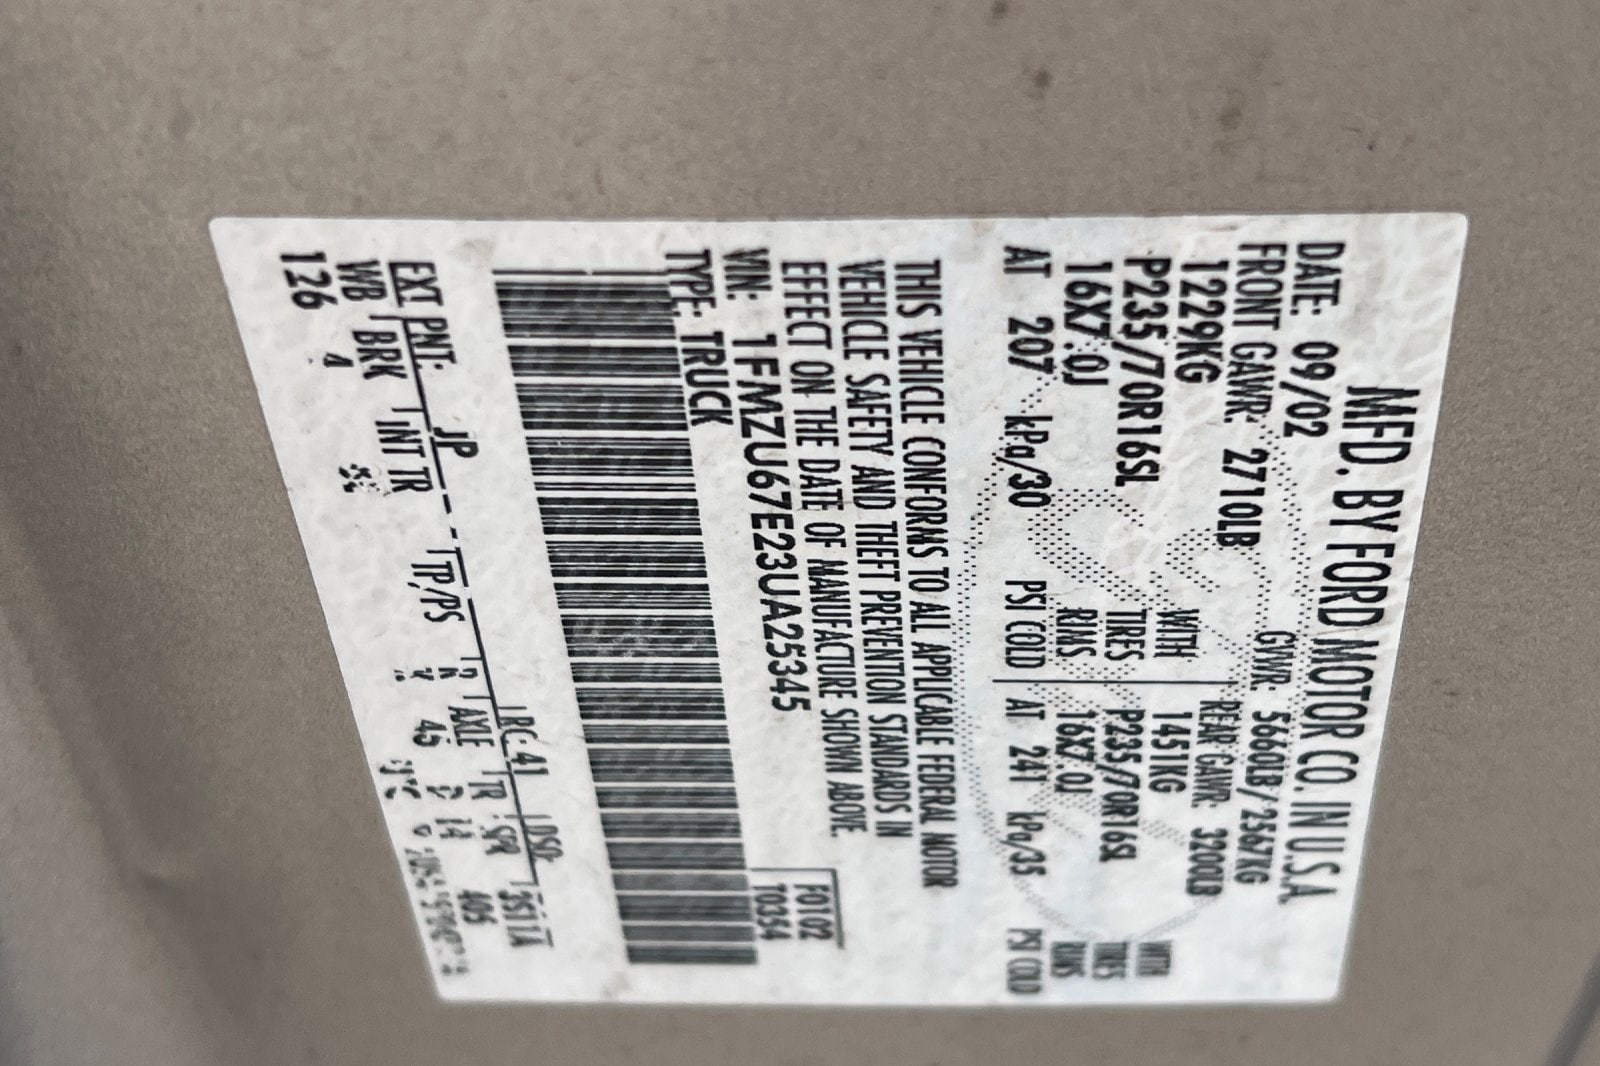 MFD. BY FORD MOTOR CO. IN U.S.A.
DATE: 09/02 GVWR: 5660LB/2567KG
FRONT GAWR: 2710LB REAR GAWR: 3200LB
1229KG WITH 1451KG WITH
P235/70R16SL TIRES P235/70R16SL TIRES
16X7.0J RIMS 16X7.0J RIMS
AT 207 kPa/30 PSI COLD AT 241 kPa/35 PSI COLD
THIS VEHICLE CONFORMS TO ALL APPLICABLE FEDERAL MOTOR
VEHICLE SAFETY AND THEFT PREVENTION STANDARDS IN
EFFECT ON THE DATE OF MANUFACTURE SHOWN ABOVE.
VIN: 1FMZU67E23UA25345
TYPE: TRUCK
F0102
T0354
EXT PNT: JP RC: 41 DSO:
WB BRK INT TR TP/PS R AXLE TR SPR
126 4 45 14